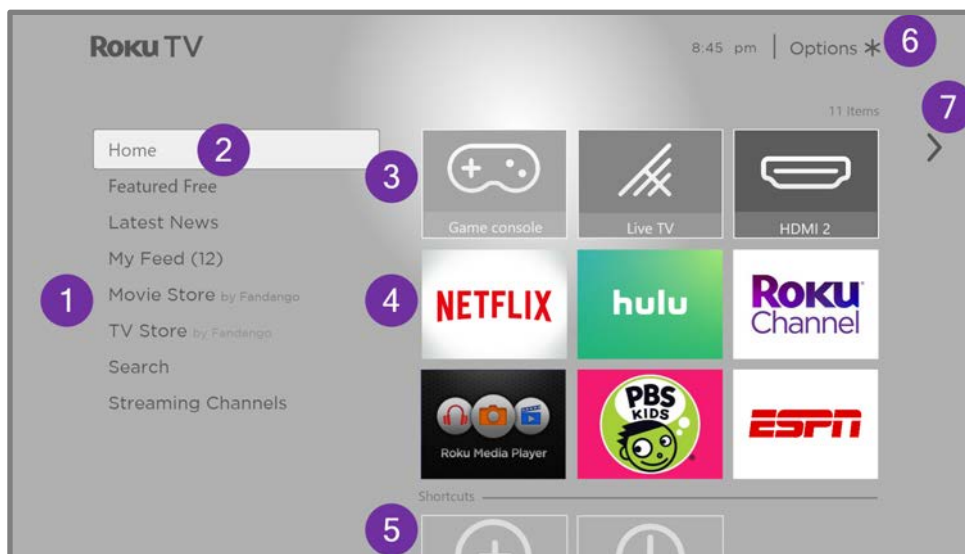 ROKU TV
8:45 pm | Options *
6
7
11 Items
Home
2
Featured Free
Latest News
My Feed (12)
1
Movie Store by Fandango
TV Store by Fandango
Search
Streaming Channels
3
Game console
Live TV
HDMI 2
4
NETFLIX
hulu
ROKU
Channel
Roku Media Player
PBS
KIDS
ESPN
Shortcuts
5